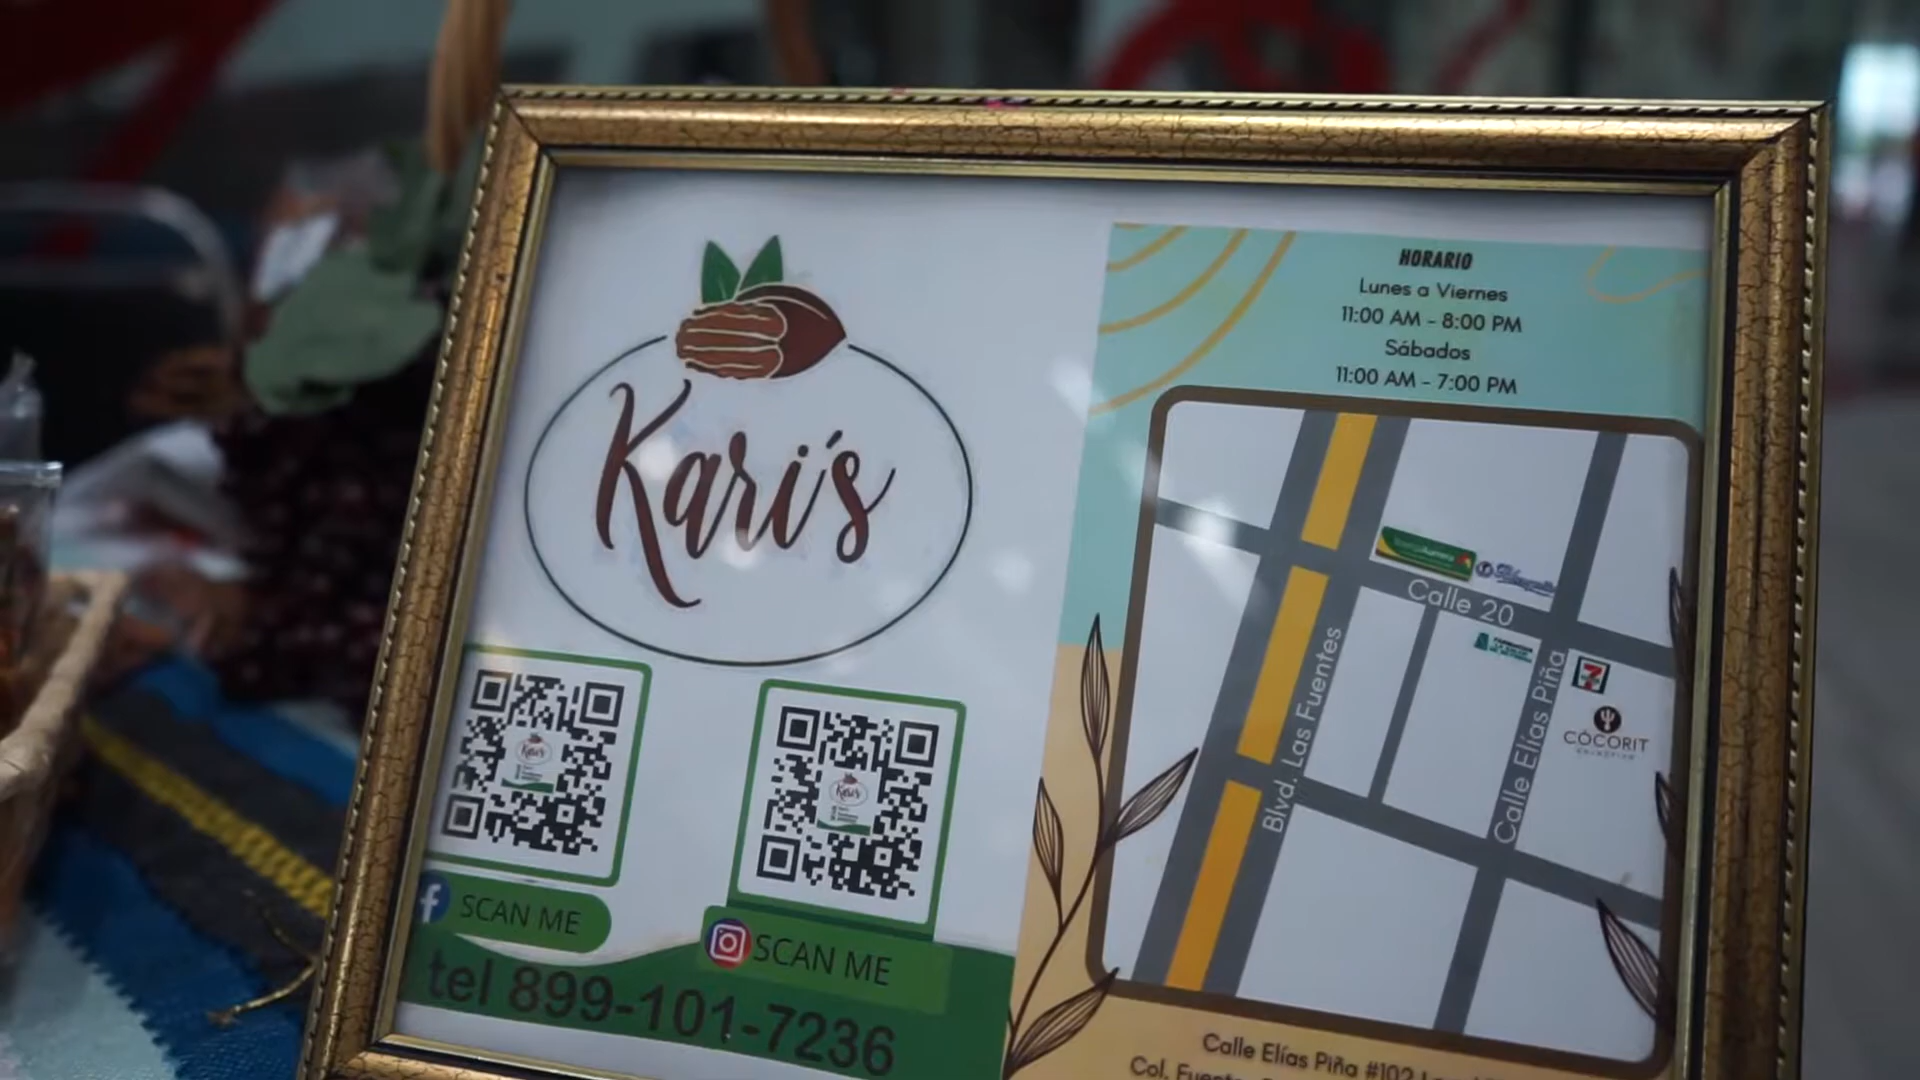 Kari's
SCAN ME
SCAN ME
tel 899-101-7236
HORARIO
Lunes a Viernes
11:00 AM - 8:00 PM
Sábados
11:00 AM - 7:00 PM
Calle 20
Blvd. Las Fuentes
Calle Elías Piña
7
CÓCORIT
Calle Elías Piña #102
Col.